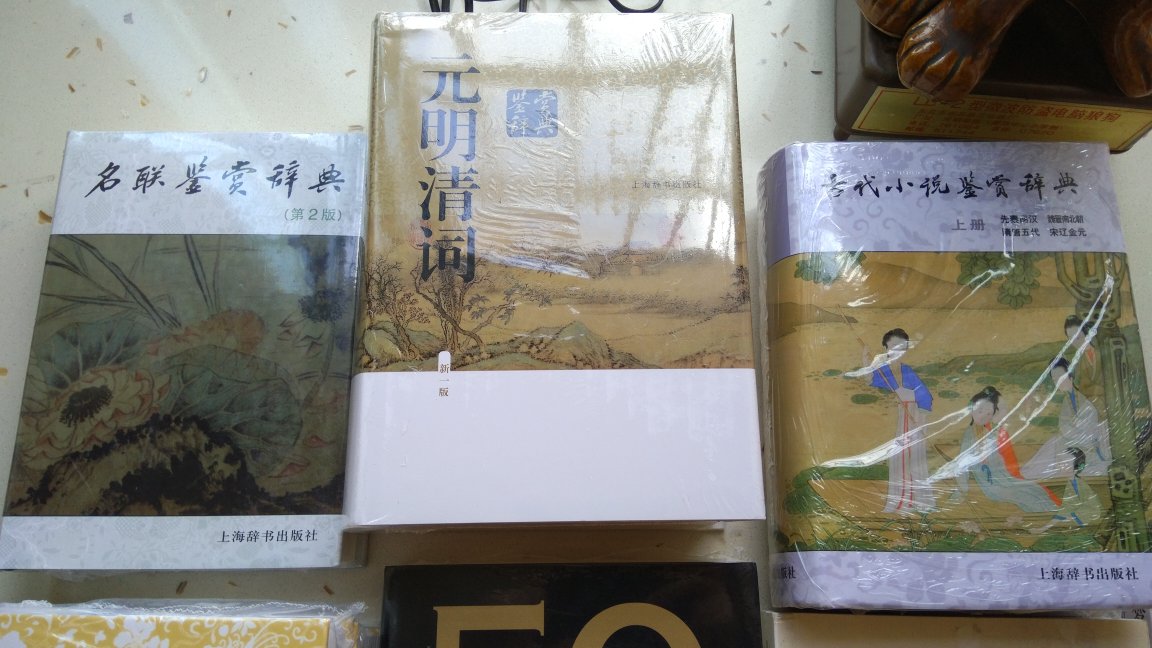 名联鉴赏辞典
(第2版)
上海辞书出版社
元明清词
鉴赏
辞典
上海辞书出版社
新一版
古代小说鉴赏辞典
上册
先秦两汉 魏晋南北朝
隋唐五代 宋辽金元
上海辞书出版社
版社
50